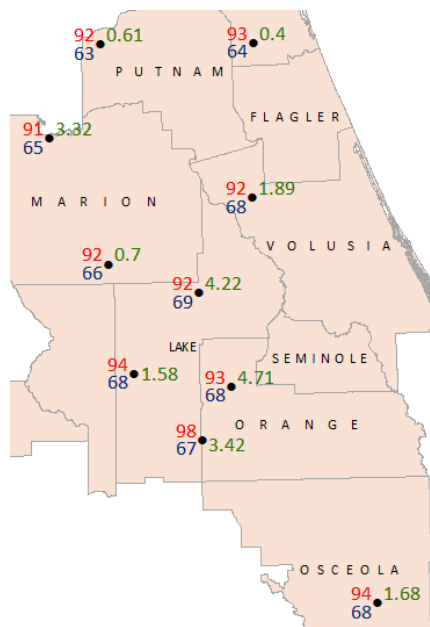 92 0.61
63
93 0.4
64
PUTNAM
FLAGLER
91 3.32
65
MARION
92 1.89
68
VOLUSIA
92 0.7
66
92 4.22
69
LAKE
SEMINOLE
94 1.58
68
93 4.71
68
ORANGE
98 3.42
67
OSCEOLA
94 1.68
68